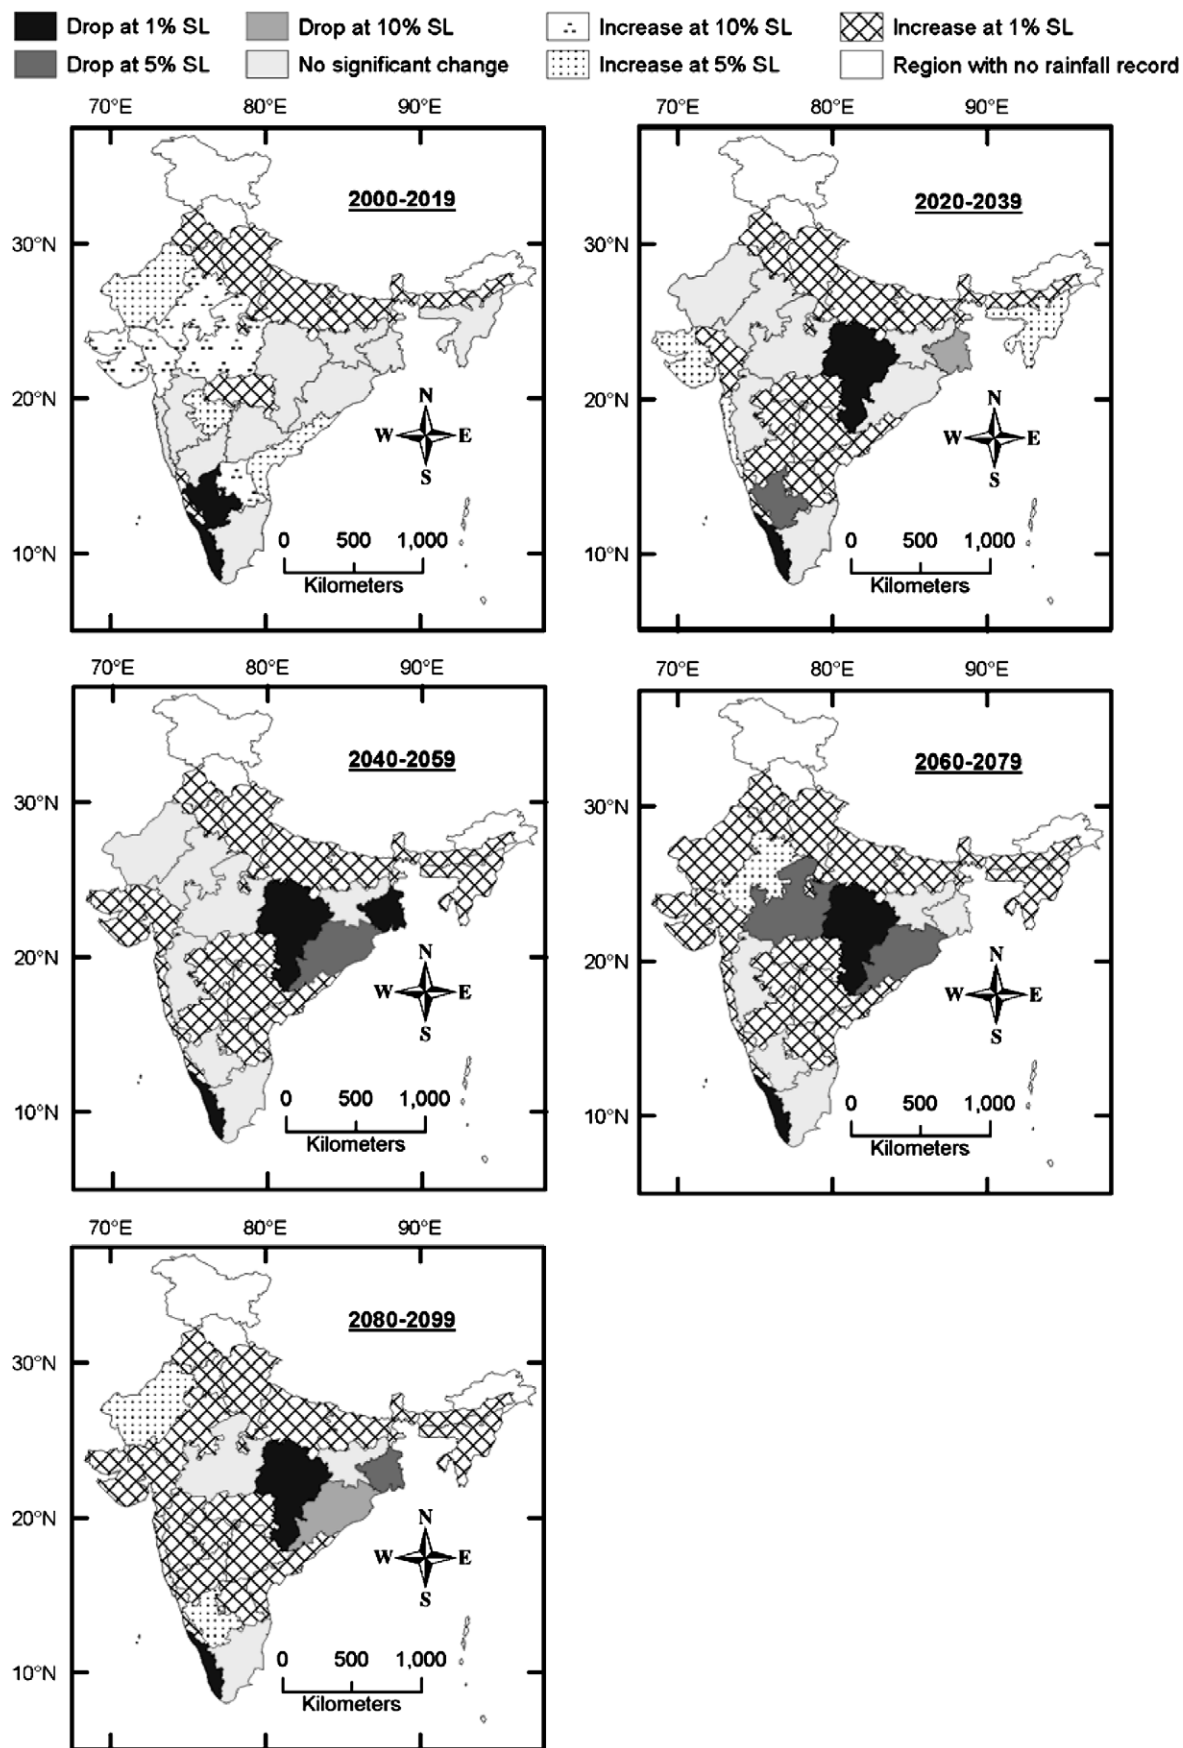 Drop at 1% SL Drop at 10% SL Increase at 10% SL Increase at 1% SL
Drop at 5% SL No significant change Increase at 5% SL Region with no rainfall record
70°E 80°E 90°E 70°E 80°E 90°E
2000-2019 2020-2039
30°N 30°N
20°N 20°N
N N
W E W E
S S
0 500 1,000 0 500 1,000
10°N 10°N
Kilometers Kilometers
70°E 80°E 90°E 70°E 80°E 90°E
2040-2059 2060-2079
30°N 30°N
20°N 20°N
N N
W E W E
S S
0 500 1,000 0 500 1,000
10°N 10°N
Kilometers Kilometers
70°E 80°E 90°E
2080-2099
30°N
20°N
N
W E
S
0 500 1,000
10°N
Kilometers